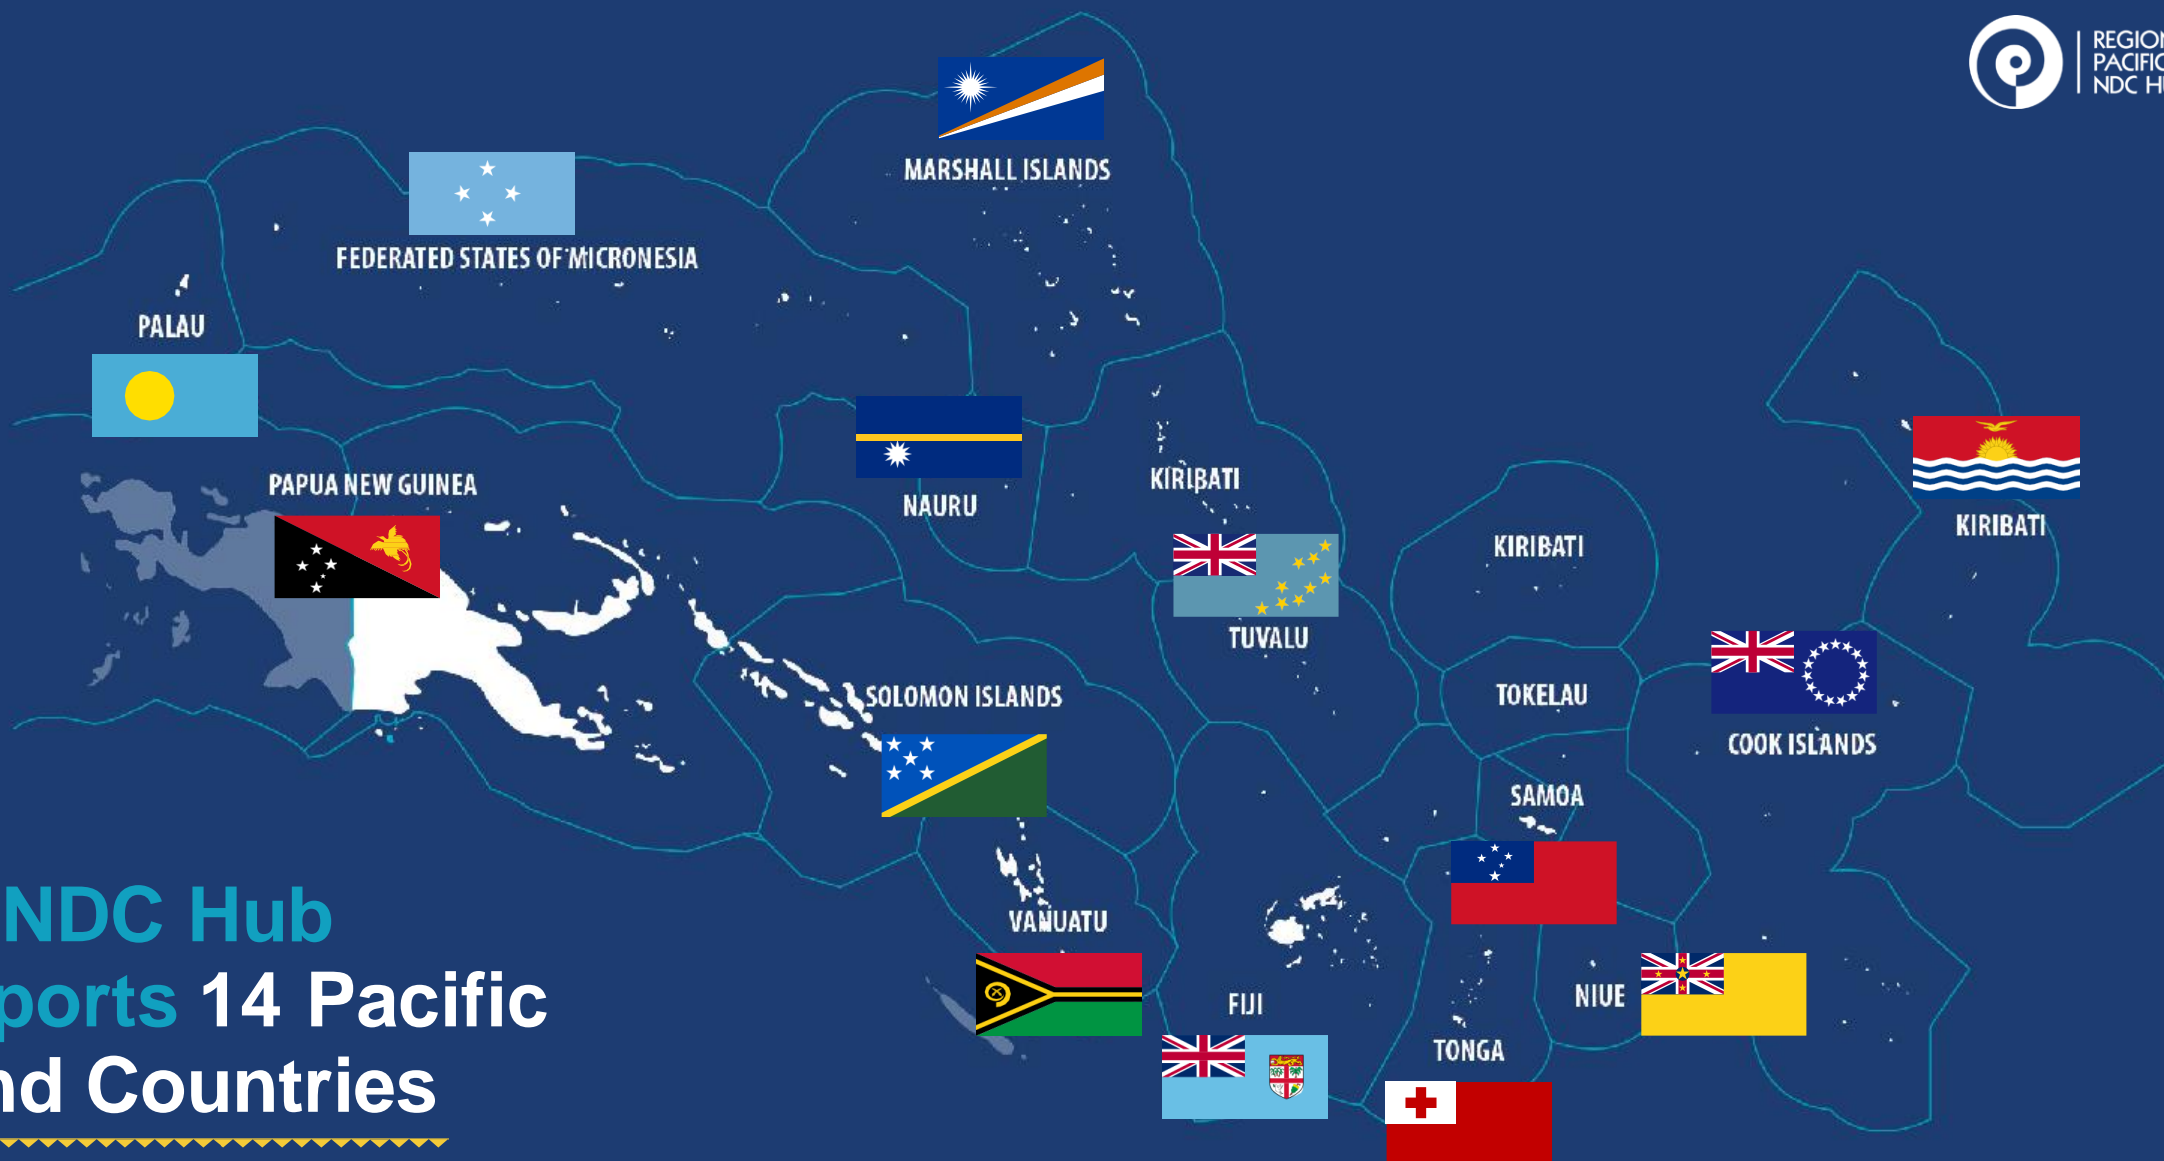 REGION
PACIFIC
NDC HU
MARSHALL ISLANDS
FEDERATED STATES OF MICRONESIA
PALAU
PAPUA NEW GUINEA
NAURU
KIRIBATI
KIRIBATI
KIRIBATI
TUVALU
TOKELAU
SOLOMON ISLANDS
COOK ISLANDS
SAMOA
VANUATU
FIJI
NIUE
TONGA
NDC Hub
ports 14 Pacific
nd Countries